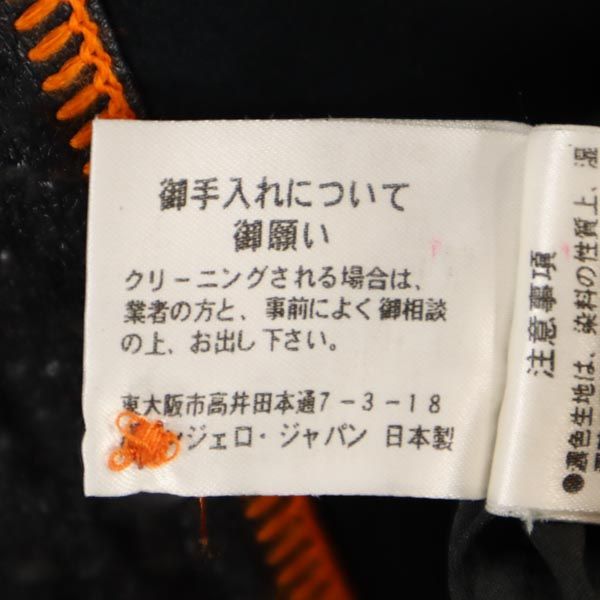 御手入れについて
御願い
クリーニングされる場合は、
業者の方と、事前によく御相談
の上、お出し下さい。
東大阪市高井田本通7-3-18
ンジェロ・ジャパン 日本製
注意事項
●濃色生地は、染料の性質上、湿